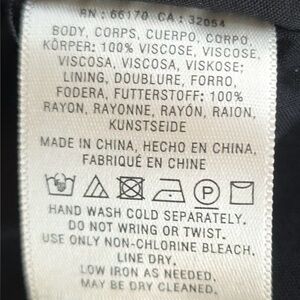 RN : 66170 CA : 32054
BODY, CORPS, CUERPO, CORPO,
KÖRPER: 100% VISCOSE, VISCOSE,
VISCOSA, VISCOSA, VISKOSE;
LINING, DOUBLURE, FORRO,
FODERA, FUTTERSTOFF: 100%
RAYON, RAYONNE, RAYÓN, RAION,
KUNSTSEIDE
MADE IN CHINA, HECHO EN CHINA,
FABRIQUÉ EN CHINE
P
HAND WASH COLD SEPARATELY.
DO NOT WRING OR TWIST.
USE ONLY NON-CHLORINE BLEACH.
LINE DRY.
LOW IRON AS NEEDED.
MAY BE DRY CLEANED.